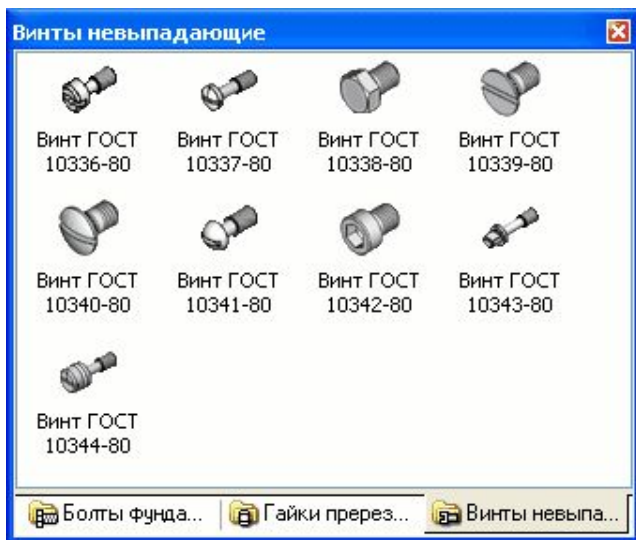 Винты невыпадающие
Винт ГОСТ Винт ГОСТ Винт ГОСТ Винт ГОСТ
10336-80 10337-80 10338-80 10339-80
Винт ГОСТ Винт ГОСТ Винт ГОСТ Винт ГОСТ
10340-80 10341-80 10342-80 10343-80
Винт ГОСТ
10344-80
Болты фунда... Гайки пререз... Винты невыпа...